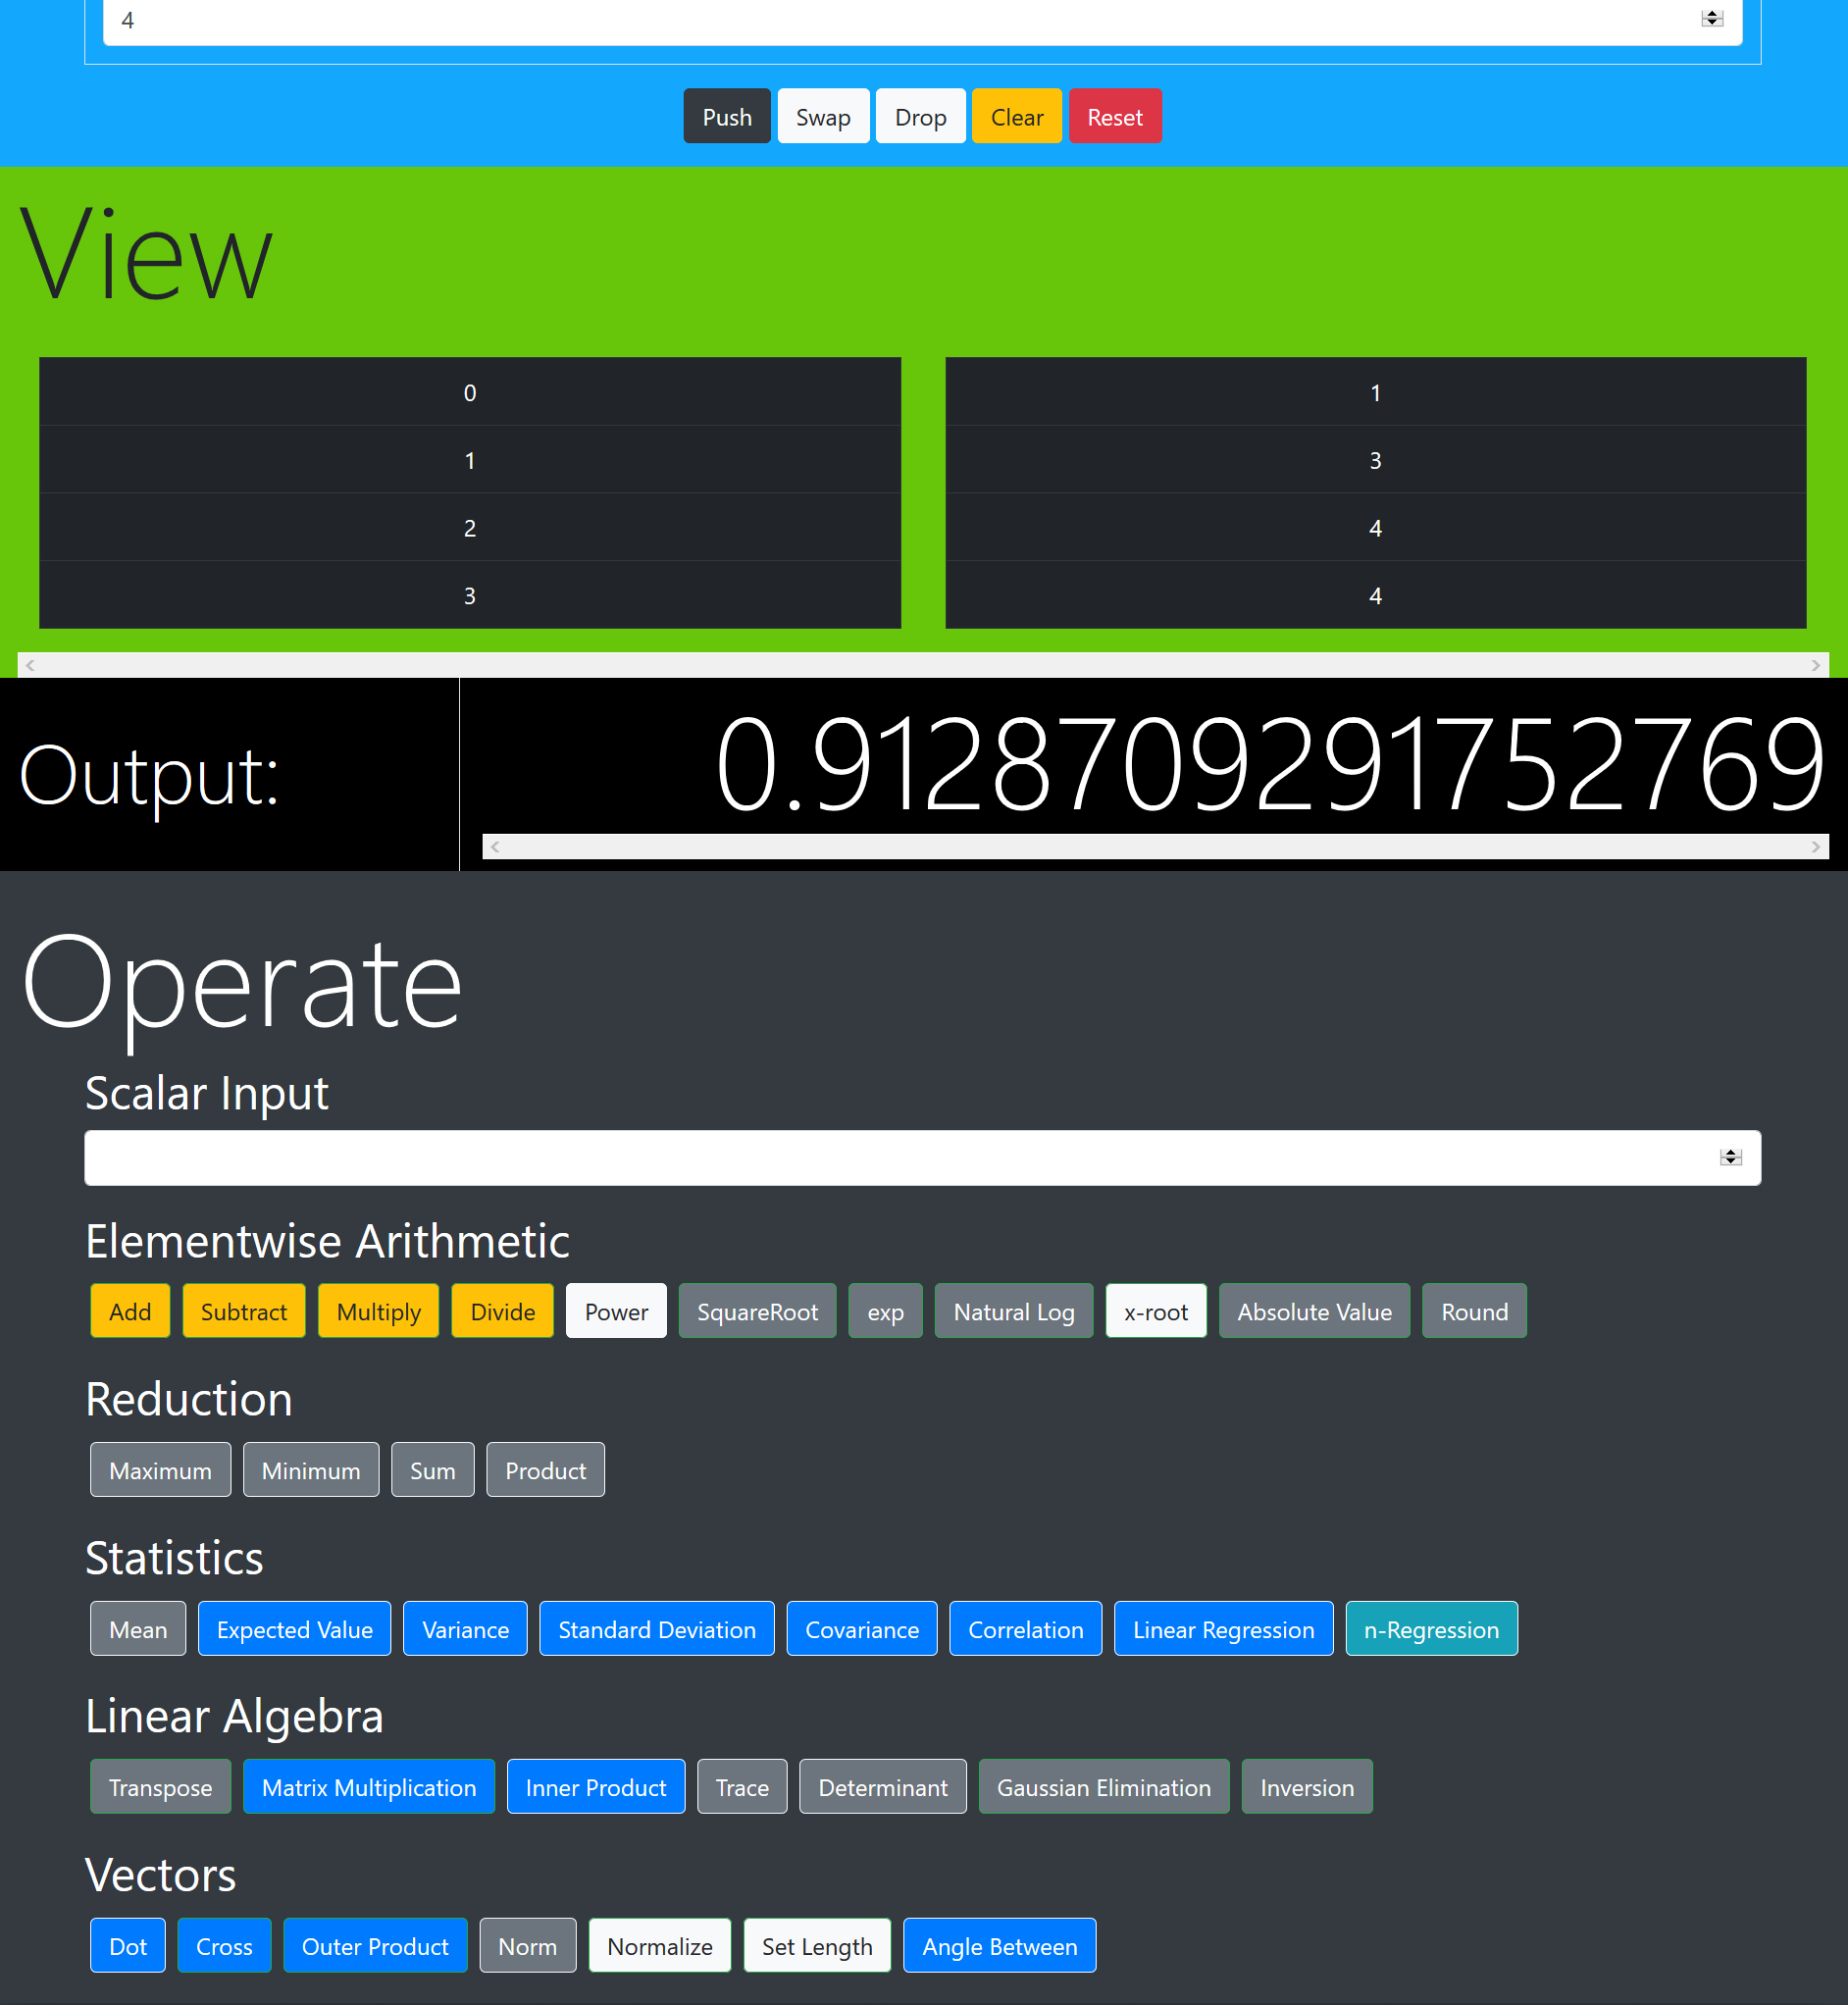 4
Push Swap Drop Clear Reset
View
0 1
1 3
2 4
3 4
Output: 0.9128709291752769
Operate
Scalar Input
Elementwise Arithmetic
Add Subtract Multiply Divide Power SquareRoot exp Natural Log x-root Absolute Value Round
Reduction
Maximum Minimum Sum Product
Statistics
Mean Expected Value Variance Standard Deviation Covariance Correlation Linear Regression n-Regression
Linear Algebra
Transpose Matrix Multiplication Inner Product Trace Determinant Gaussian Elimination Inversion
Vectors
Dot Cross Outer Product Norm Normalize Set Length Angle Between